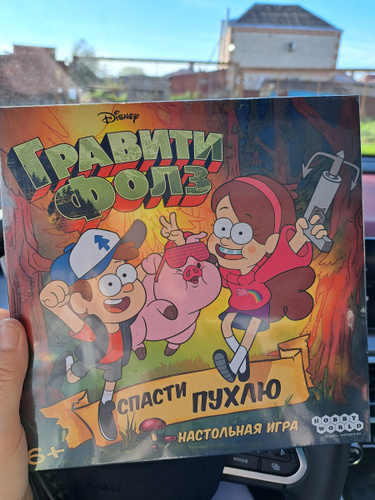 Disney
ГРАВИТИ
ФОЛЗ
СПАСТИ ПУХЛЮ
НАСТОЛЬНАЯ ИГРА
6+
HOBBY
WORLD